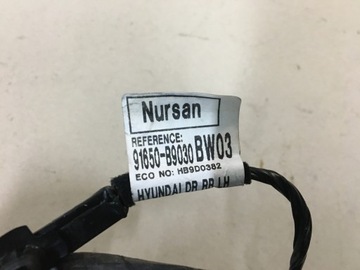 Nursan
REFERENCE:
91650-B9030 BW03
ECO NO: HB9D0382
HYUNDAI DR RR LH